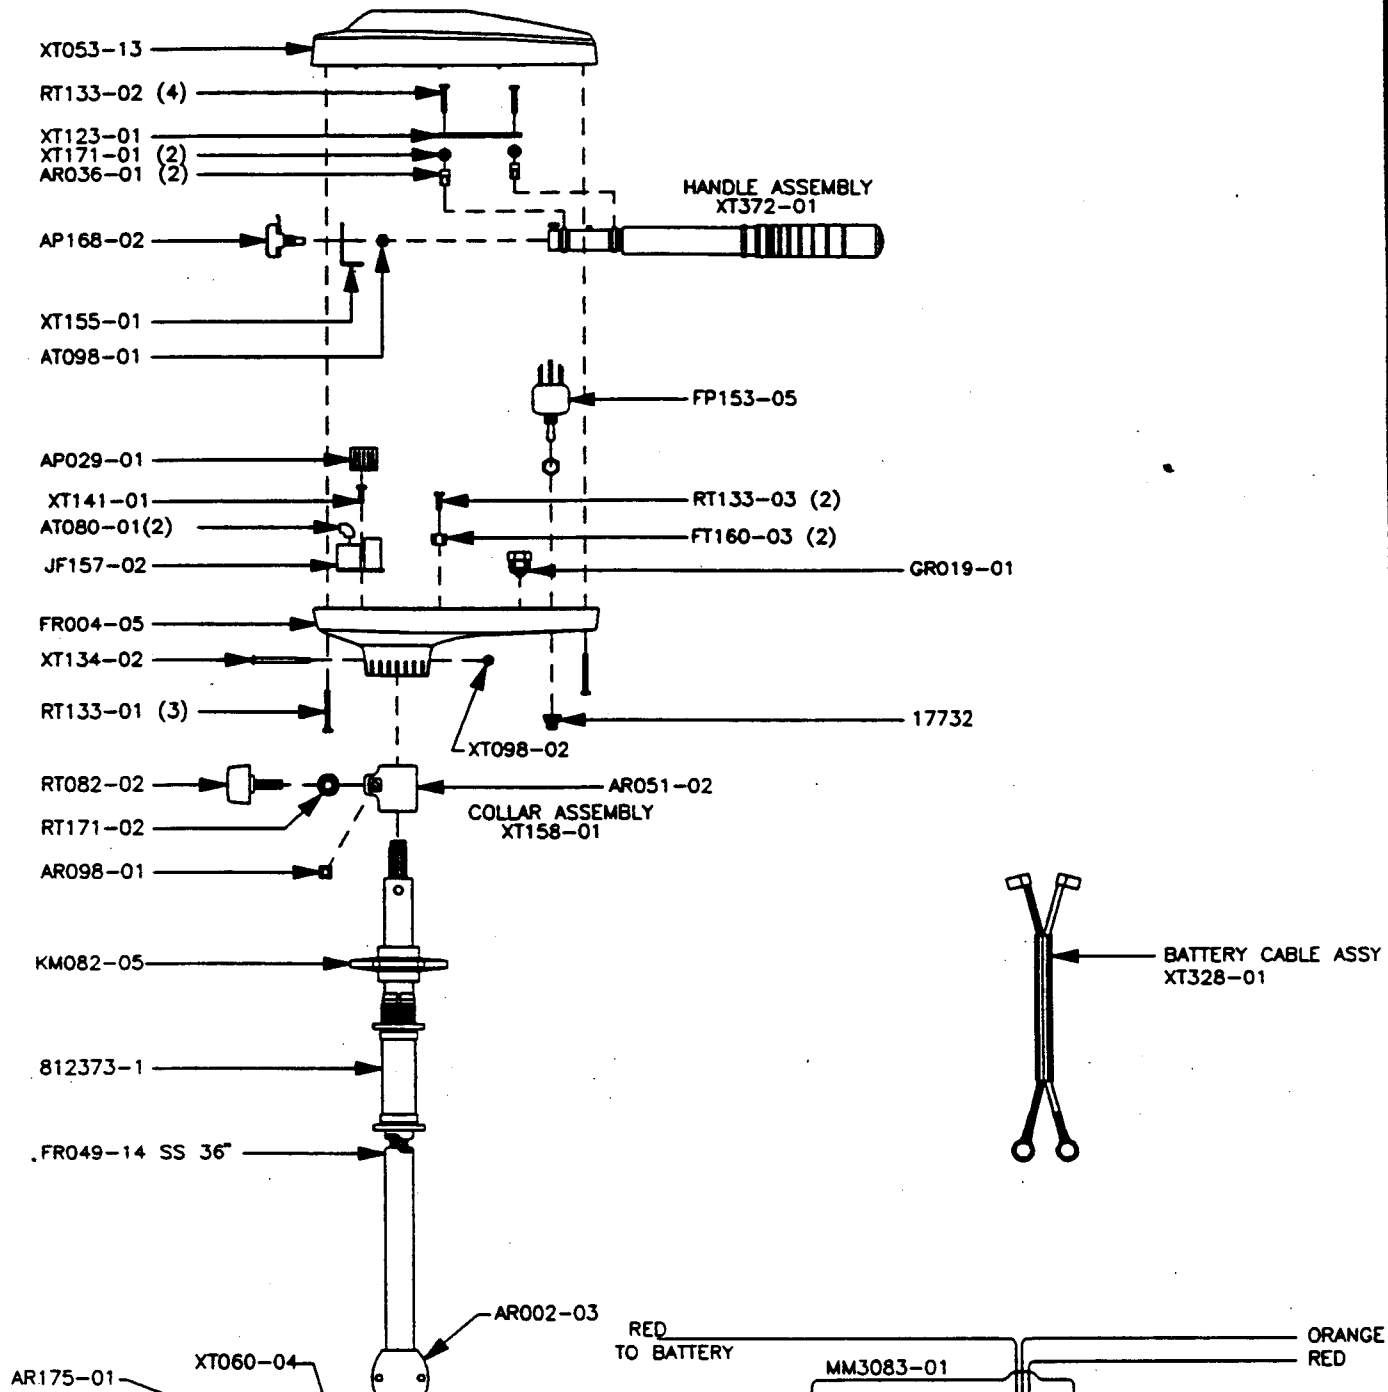 XT053-13
RT133-02 (4)
XT123-01
XT171-01 (2)
AR036-01 (2)
HANDLE ASSEMBLY
XT372-01
AP168-02
XT155-01
AT098-01
FP153-05
AP029-01
XT141-01
RT133-03 (2)
AT080-01(2)
FT160-03 (2)
JF157-02
GR019-01
FR004-05
XT134-02
RT133-01 (3)
17732
XT098-02
RT082-02
AR051-02
COLLAR ASSEMBLY
XT158-01
RT171-02
AR098-01
KM082-05
BATTERY CABLE ASSY
XT328-01
812373-1
FR049-14 SS 36"
AR002-03
RED
TO BATTERY
ORANGE
RED
XT060-04
MM3083-01
AR175-01